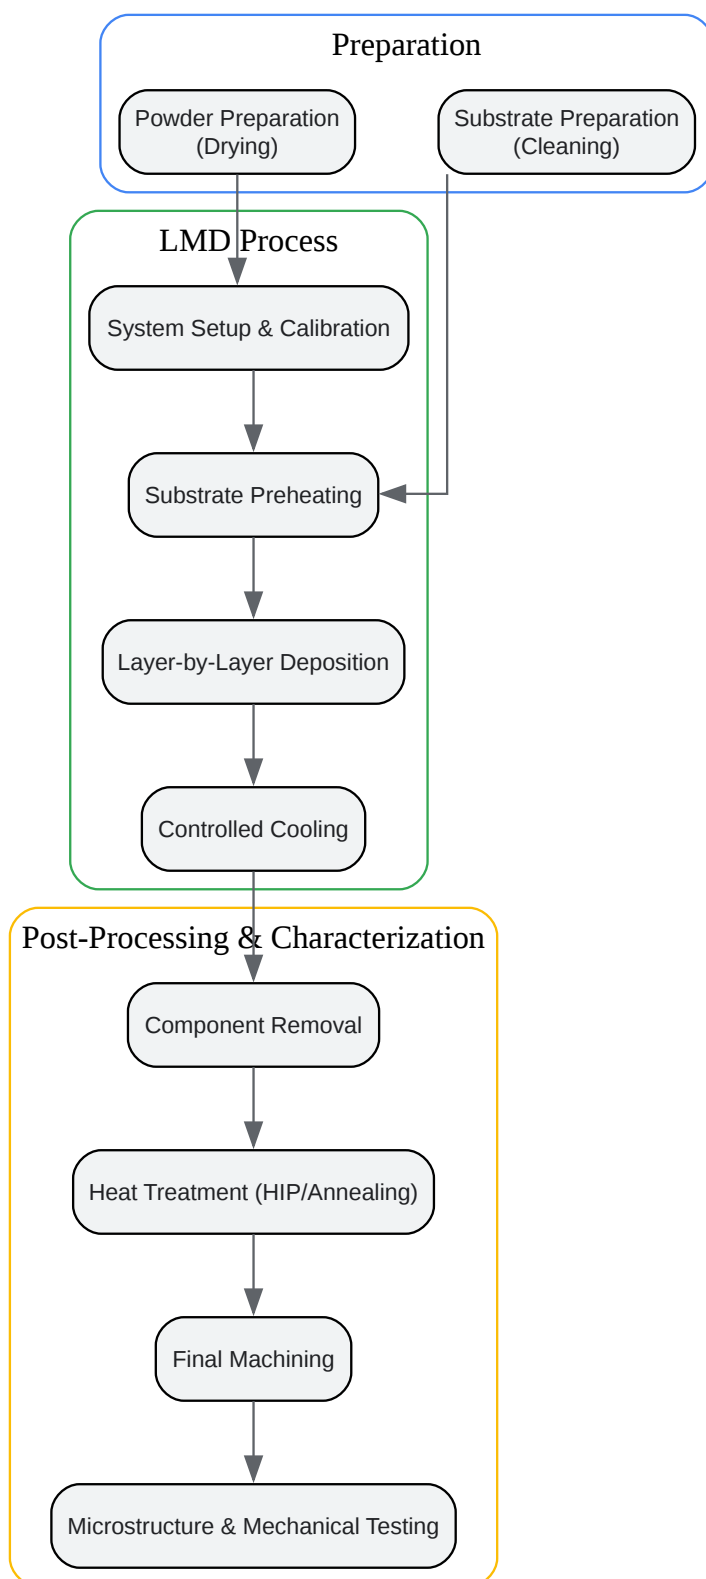 Preparation
Powder Preparation
(Drying)
Substrate Preparation
(Cleaning)
LMD Process
System Setup & Calibration
Substrate Preheating
Layer-by-Layer Deposition
Controlled Cooling
Post-Processing & Characterization
Component Removal
Heat Treatment (HIP/Annealing)
Final Machining
Microstructure & Mechanical Testing